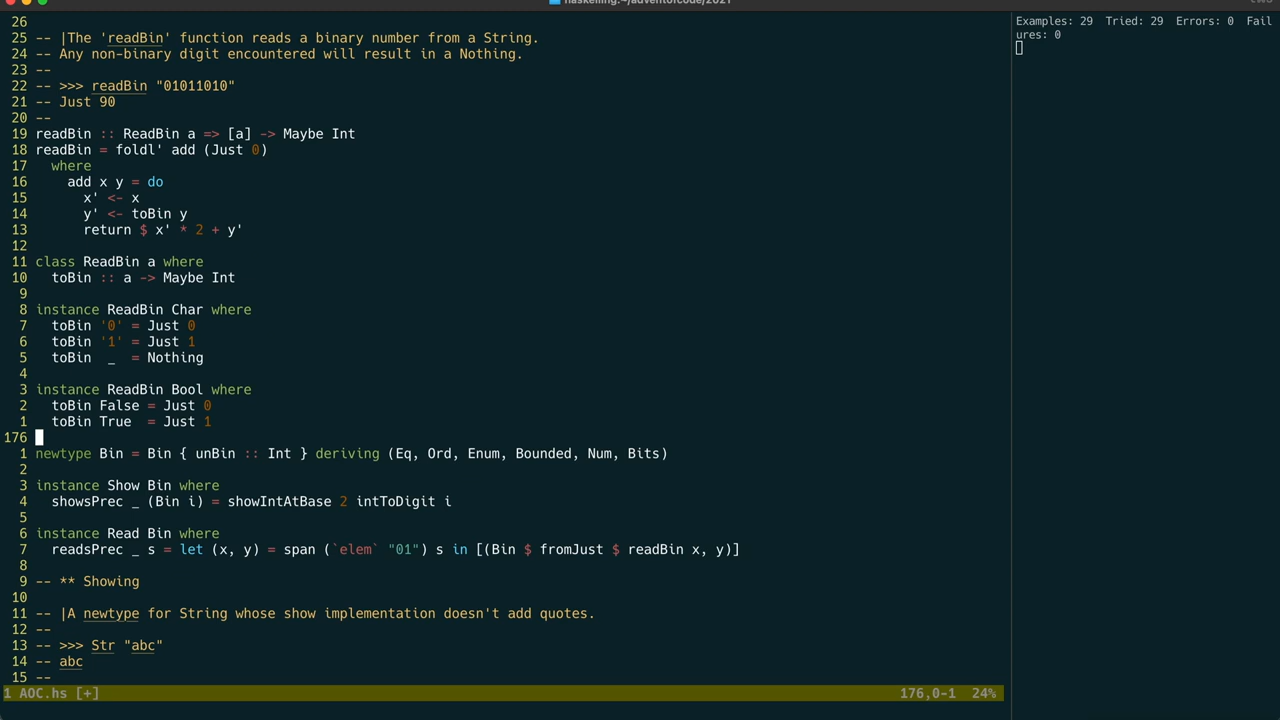 26
25 -- |The 'readBin' function reads a binary number from a String.
24 -- Any non-binary digit encountered will result in a Nothing.
23 --
22 -- >>> readBin "01011010"
21 -- Just 90
20 --
19 readBin :: ReadBin a => [a] -> Maybe Int
18 readBin = foldl' add (Just 0)
17   where
16     add x y = do
15       x' <- x
14       y' <- toBin y
13       return $ x' * 2 + y'
12
11 class ReadBin a where
10   toBin :: a -> Maybe Int
9
8 instance ReadBin Char where
7   toBin '0' = Just 0
6   toBin '1' = Just 1
5   toBin  _  = Nothing
4
3 instance ReadBin Bool where
2   toBin False = Just 0
1   toBin True  = Just 1
176
1 newtype Bin = Bin { unBin :: Int } deriving (Eq, Ord, Enum, Bounded, Num, Bits)
2
3 instance Show Bin where
4   showsPrec _ (Bin i) = showIntAtBase 2 intToDigit i
5
6 instance Read Bin where
7   readsPrec _ s = let (x, y) = span (`elem` "01") s in [(Bin $ fromJust $ readBin x, y)]
8
9 -- ** Showing
10
11 -- |A newtype for String whose show implementation doesn't add quotes.
12 --
13 -- >>> Str "abc"
14 -- abc
15 --
1 AOC.hs [+] 176,0-1 24%
Examples: 29 Tried: 29 Errors: 0 Fail
ures: 0